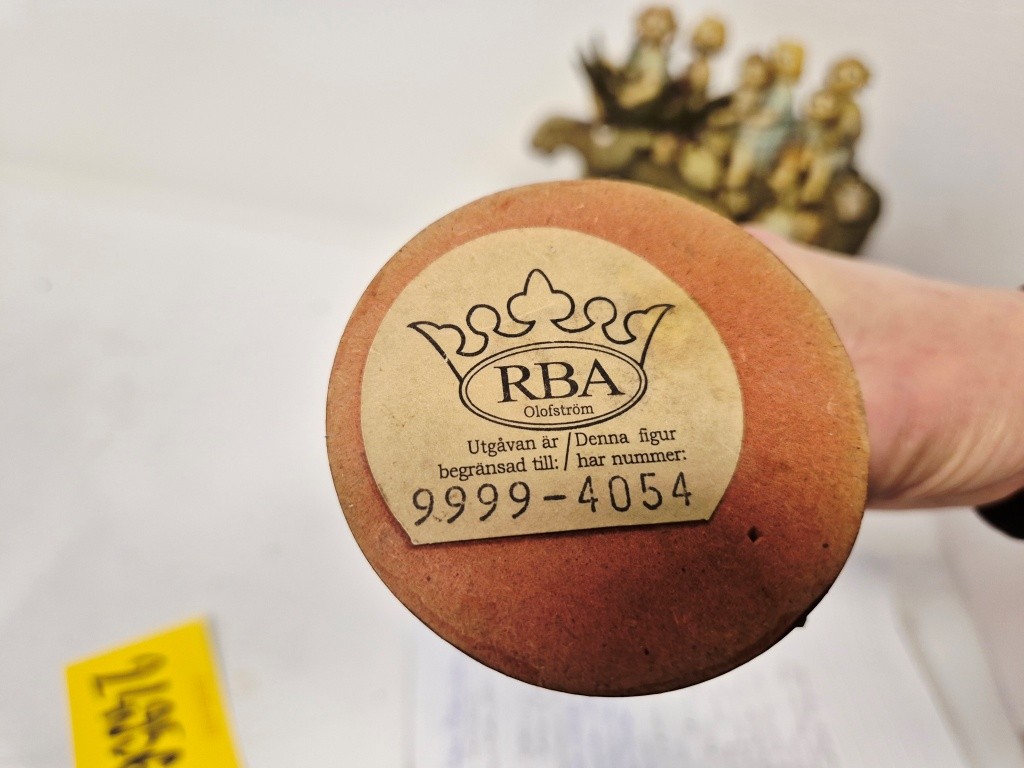 RBA
Olofström
Utgåvan är / Denna figur
begränsad till: / har nummer:
9999-4054